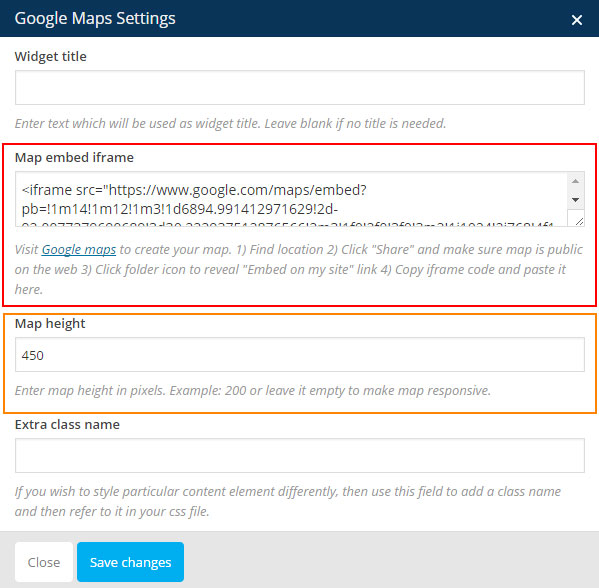 Google Maps Settings
×
Widget title
Enter text which will be used as widget title. Leave blank if no title is needed.
Map embed iframe
<iframe src="https://www.google.com/maps/embed?
pb=!1m14!1m12!1m3!1d6894.991412971629!2d-
Visit Google maps to create your map. 1) Find location 2) Click "Share" and make sure map is public
on the web 3) Click folder icon to reveal "Embed on my site" link 4) Copy iframe code and paste it
here.
Map height
450
Enter map height in pixels. Example: 200 or leave it empty to make map responsive.
Extra class name
If you wish to style particular content element differently, then use this field to add a class name
and then refer to it in your css file.
Close
Save changes